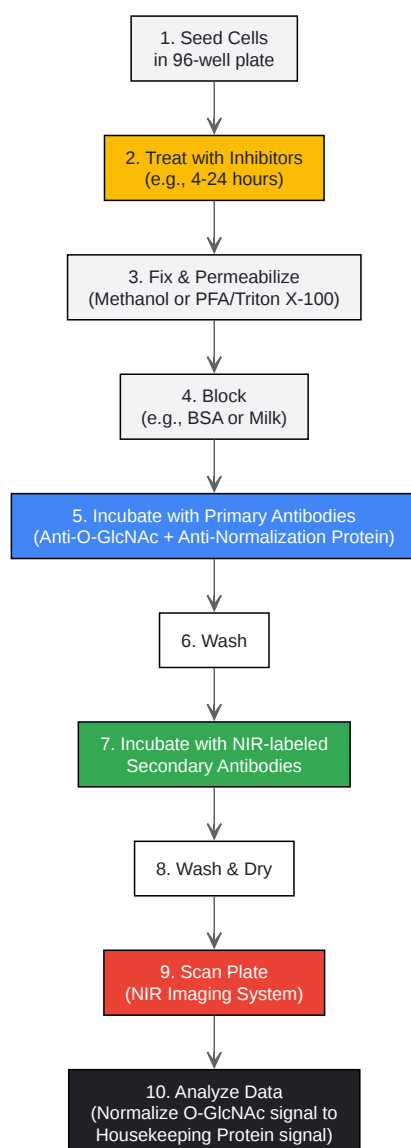 1. Seed Cells
in 96-well plate
2. Treat with Inhibitors
(e.g., 4-24 hours)
3. Fix & Permeabilize
(Methanol or PFA/Triton X-100)
4. Block
(e.g., BSA or Milk)
5. Incubate with Primary Antibodies
(Anti-O-GlcNAc + Anti-Normalization Protein)
6. Wash
7. Incubate with NIR-labeled
Secondary Antibodies
8. Wash & Dry
9. Scan Plate
(NIR Imaging System)
10. Analyze Data
(Normalize O-GlcNAc signal to
Housekeeping Protein signal)